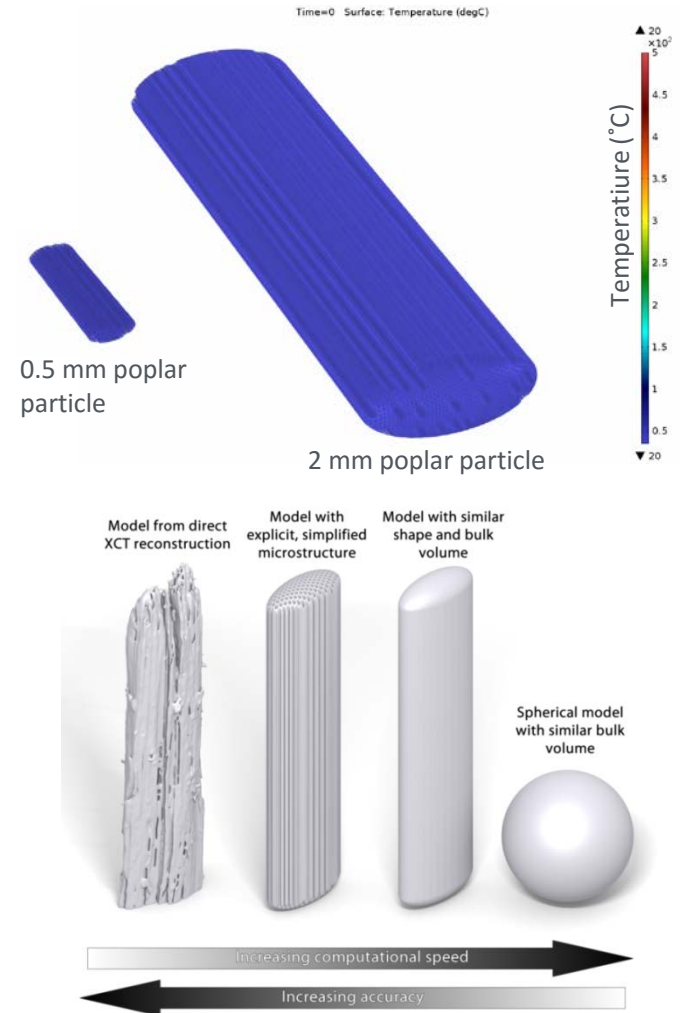 Time=0 Surface: Temperature (degC)
▲ 20
×10²
5
4.5
4
3.5
3
2.5
2
1.5
1
0.5
▼ 20
Temperatiure (˚C)
0.5 mm poplar
particle
2 mm poplar particle
Model from direct
XCT reconstruction
Model with
explicit, simplified
microstructure
Model with similar
shape and bulk
volume
Spherical model
with similar bulk
volume
Increasing computational speed
Increasing accuracy